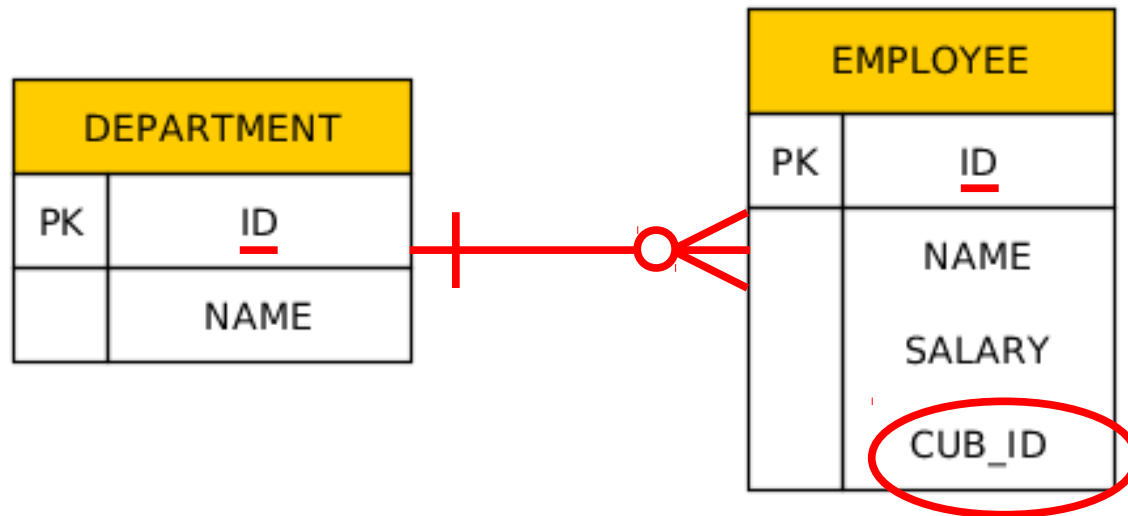 DEPARTMENT
PK ID
NAME
EMPLOYEE
PK ID
NAME
SALARY
CUB_ID